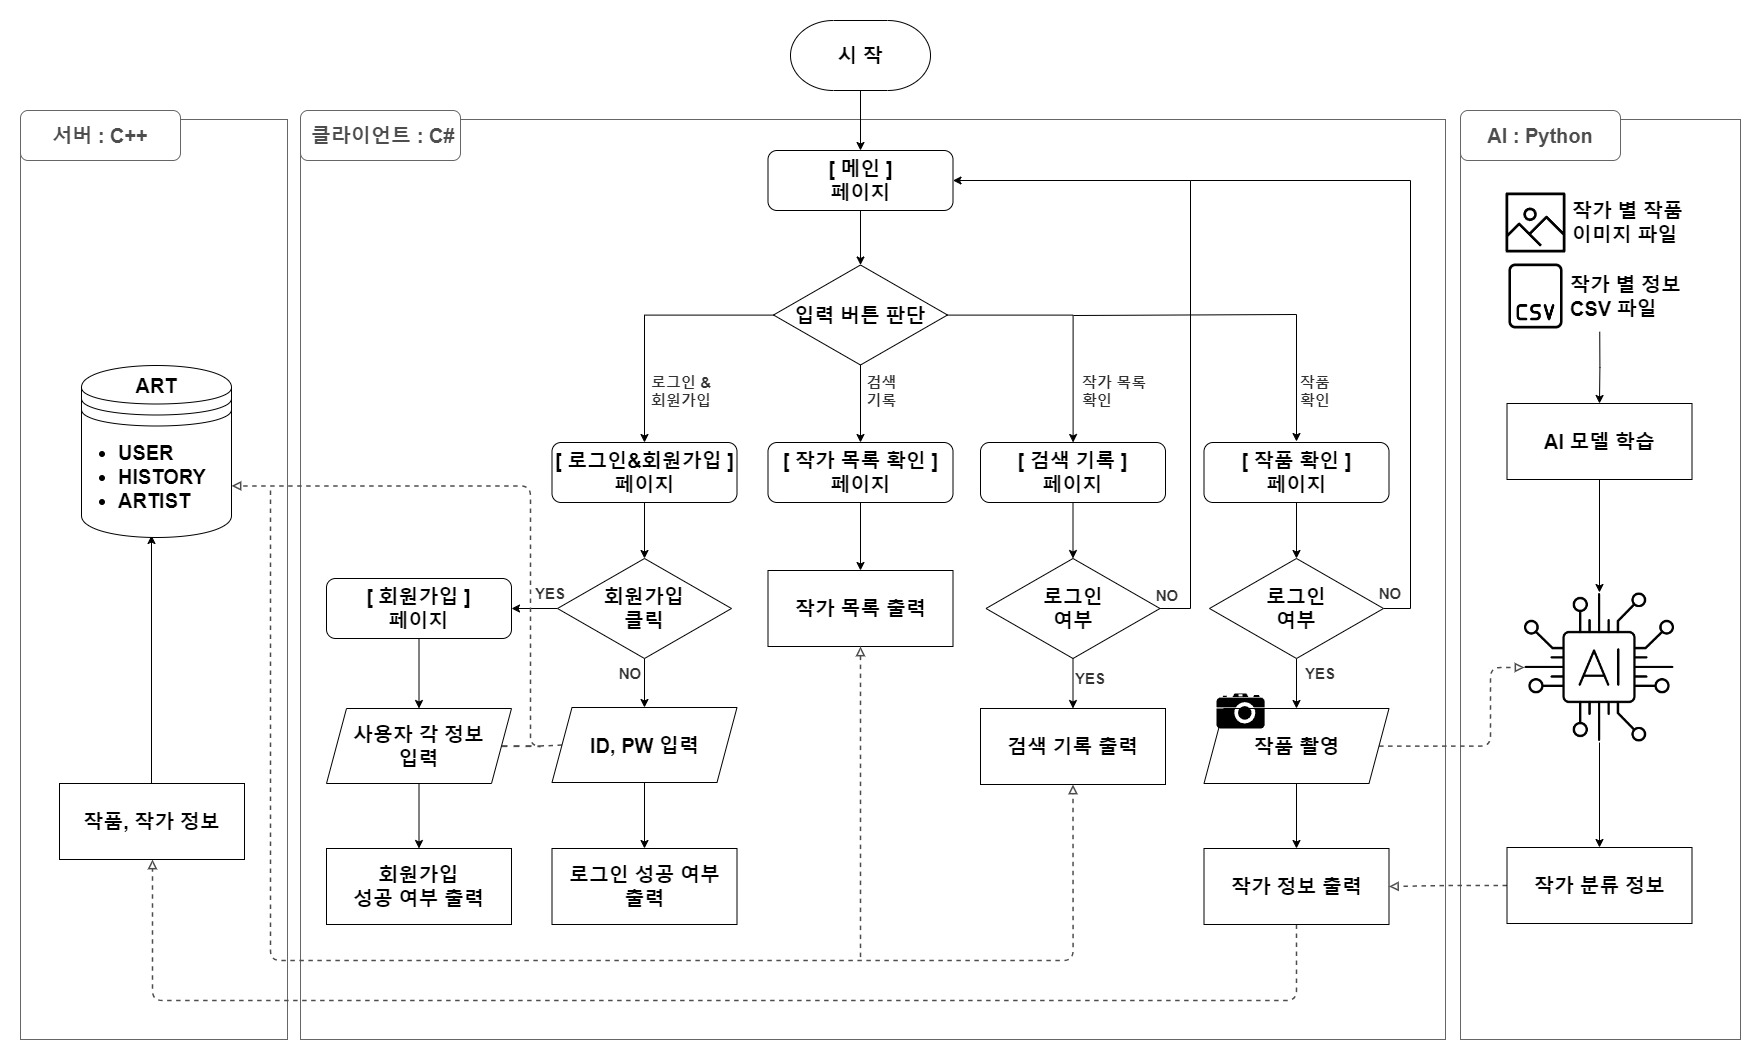 시 작
서버 : C++
클라이언트 : C#
AI : Python
[ 메인 ]
페이지
작가 별 작품
이미지 파일
CSV
작가 별 정보
CSV 파일
입력 버튼 판단
로그인 &
회원가입
검색
기록
작가 목록
확인
작품
확인
ART
• USER
• HISTORY
• ARTIST
[ 로그인&회원가입 ]
페이지
[ 작가 목록 확인 ]
페이지
[ 검색 기록 ]
페이지
[ 작품 확인 ]
페이지
AI 모델 학습
[ 회원가입 ]
페이지
YES
회원가입
클릭
NO
작가 목록 출력
로그인
여부
NO
YES
로그인
여부
NO
YES
AI
사용자 각 정보
입력
ID, PW 입력
검색 기록 출력
작품 촬영
작품, 작가 정보
회원가입
성공 여부 출력
로그인 성공 여부
출력
작가 정보 출력
작가 분류 정보